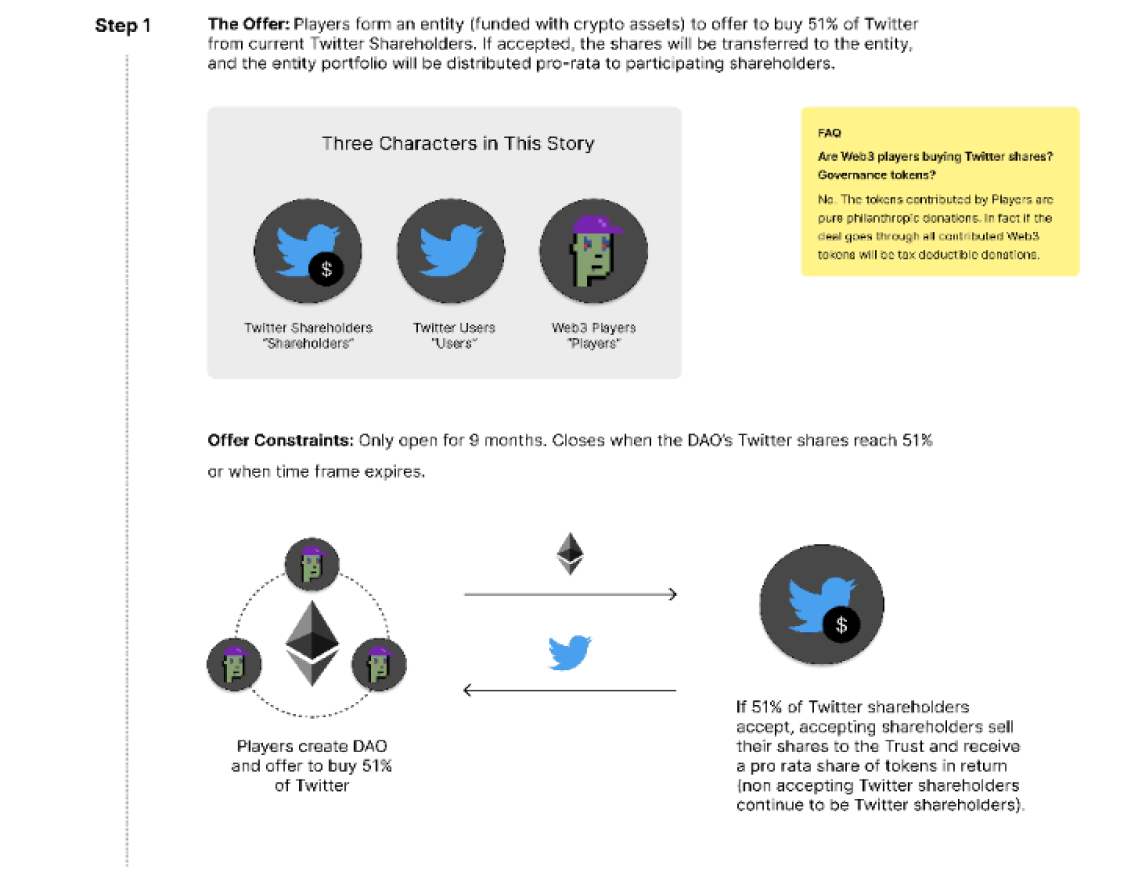 Step 1
The Offer: Players form an entity (funded with crypto assets) to offer to buy 51% of Twitter
from current Twitter Shareholders. If accepted, the shares will be transferred to the entity,
and the entity portfolio will be distributed pro-rata to participating shareholders.
Three Characters in This Story
$
Twitter Shareholders
"Shareholders"
Twitter Users
"Users"
Web3 Players
"Players"
FAQ
Are Web3 players buying Twitter shares?
Governance tokens?
No. The tokens contributed by Players are
pure philanthropic donations. In fact if the
deal goes through all contributed Web3
tokens will be tax deductible donations.
Offer Constraints: Only open for 9 months. Closes when the DAO's Twitter shares reach 51%
or when time frame expires.
Players create DAO
and offer to buy 51%
of Twitter
$
If 51% of Twitter shareholders
accept, accepting shareholders sell
their shares to the Trust and receive
a pro rata share of tokens in return
(non accepting Twitter shareholders
continue to be Twitter shareholders).